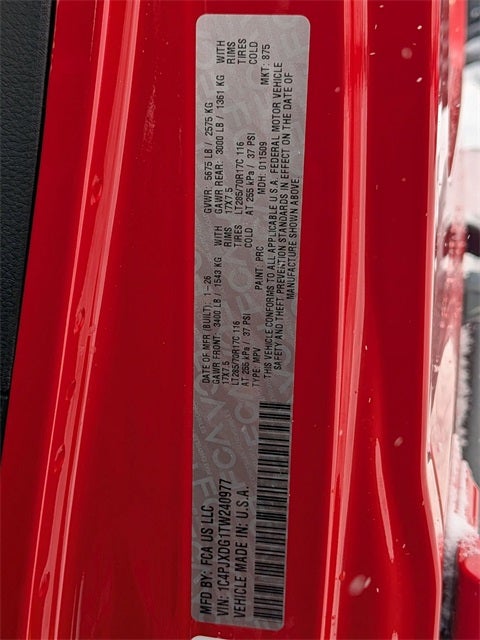 MFD BY: FCA US LLC
VIN: 1C4PJXDG1TW240977
VEHICLE MADE IN: U.S.A.
DATE OF MFR (BUILT): 1-26
GAWR FRONT: 3400 LB / 1543 KG WITH
17X7.5 RIMS
LT285/70R17C 116 TIRES
AT 255 kPa / 37 PSI COLD
TYPE: MPV PAINT: PRC
GVWR: 5675 LB / 2575 KG
GAWR REAR: 3000 LB / 1361 KG WITH
17X7.5 RIMS
LT285/70R17C 116 TIRES
AT 255 kPa / 37 PSI COLD
MDH: 011509 MKT: 875
THIS VEHICLE CONFORMS TO ALL APPLICABLE U.S.A. FEDERAL MOTOR VEHICLE
SAFETY AND THEFT PREVENTION STANDARDS IN EFFECT ON THE DATE OF
MANUFACTURE SHOWN ABOVE.